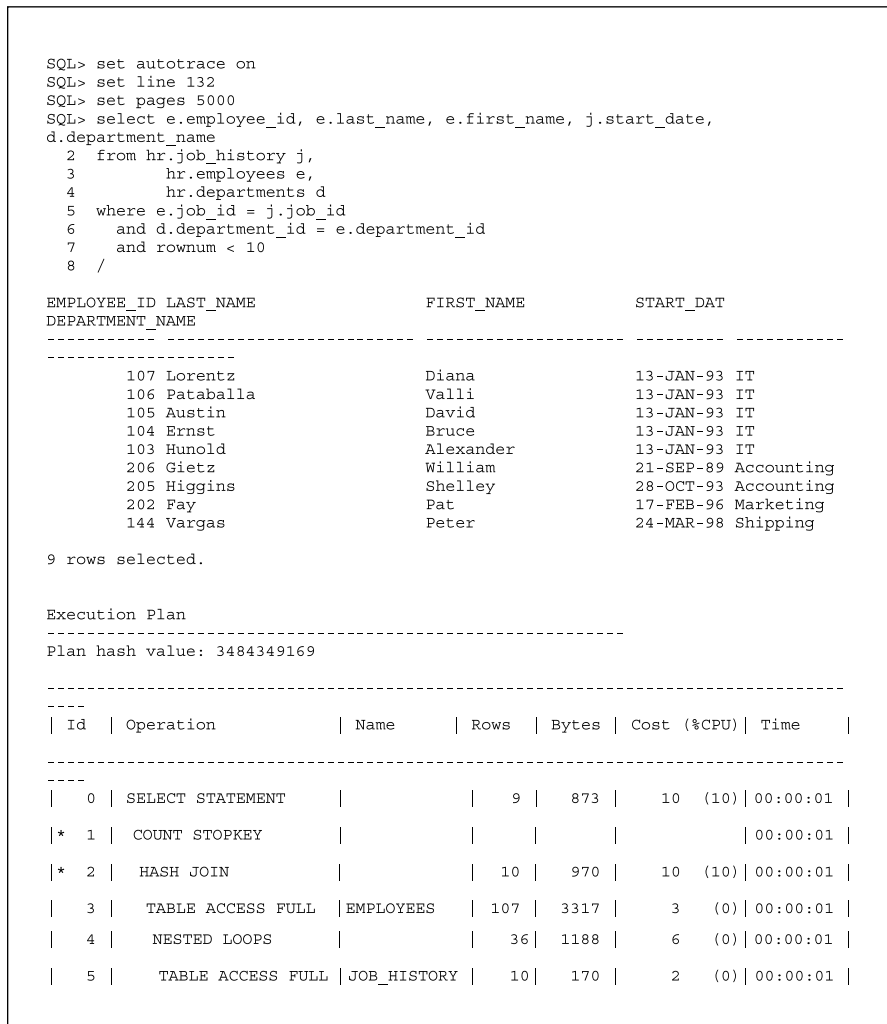 SQL> set autotrace on
SQL> set line 132
SQL> set pages 5000
SQL> select e.employee_id, e.last_name, e.first_name, j.start_date,
d.department_name
  2  from hr.job_history j,
  3       hr.employees e,
  4       hr.departments d
  5  where e.job_id = j.job_id
  6    and d.department_id = e.department_id
  7    and rownum < 10
  8  /
EMPLOYEE_ID LAST_NAME                 FIRST_NAME           START_DAT
DEPARTMENT_NAME
----------- ------------------------- -------------------- --------- -----------
-------------------
        107 Lorentz                   Diana                13-JAN-93 IT
        106 Pataballa                 Valli                13-JAN-93 IT
        105 Austin                    David                13-JAN-93 IT
        104 Ernst                     Bruce                13-JAN-93 IT
        103 Hunold                    Alexander            13-JAN-93 IT
        206 Gietz                     William              21-SEP-89 Accounting
        205 Higgins                   Shelley              28-OCT-93 Accounting
        202 Fay                       Pat                  17-FEB-96 Marketing
        144 Vargas                    Peter                24-MAR-98 Shipping
9 rows selected.
Execution Plan
----------------------------------------------------------
Plan hash value: 3484349169
--------------------------------------------------------------------------------
----
| Id  | Operation            | Name        | Rows  | Bytes | Cost (%CPU)| Time     |
--------------------------------------------------------------------------------
----
|   0 | SELECT STATEMENT     |             |     9 |   873 |    10  (10)| 00:00:01 |
|*  1 |  COUNT STOPKEY       |             |       |       |            | 00:00:01 |
|*  2 |   HASH JOIN          |             |    10 |   970 |    10  (10)| 00:00:01 |
|   3 |    TABLE ACCESS FULL | EMPLOYEES   |   107 |  3317 |     3   (0)| 00:00:01 |
|   4 |     NESTED LOOPS     |             |    36 |  1188 |     6   (0)| 00:00:01 |
|   5 |      TABLE ACCESS FULL | JOB_HISTORY |    10 |   170 |     2   (0)| 00:00:01 |